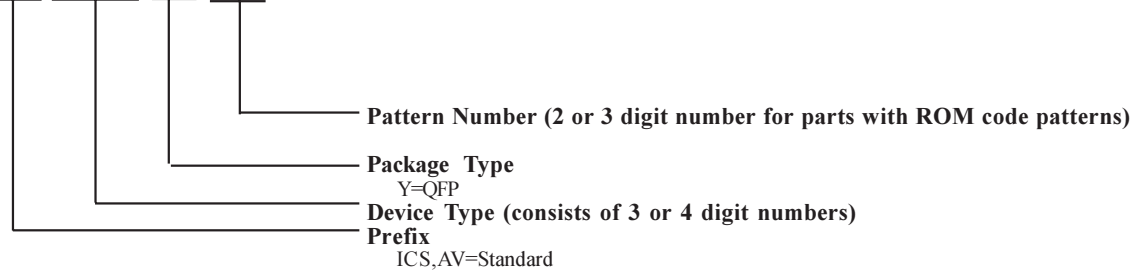 Pattern Number (2 or 3 digit number for parts with ROM code patterns)
Package Type
Y=QFP
Device Type (consists of 3 or 4 digit numbers)
Prefix
ICS,AV=Standard